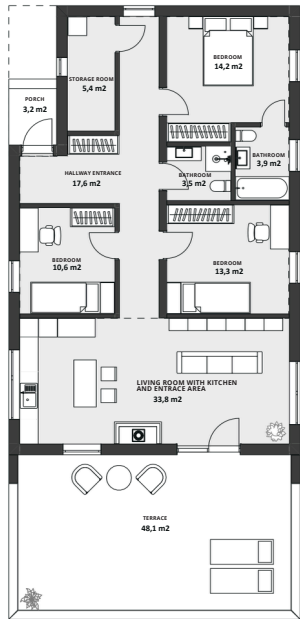 BEDROOM
14,2 m2
STORAGE ROOM
5,4 m2
PORCH
3,2 m2
BATHROOM
3,9 m2
HALLWAY ENTRANCE
17,6 m2
BATHROOM
3,5 m2
BEDROOM
10,6 m2
BEDROOM
13,3 m2
LIVING ROOM WITH KITCHEN
AND ENTRACE AREA
33,8 m2
TERRACE
48,1 m2